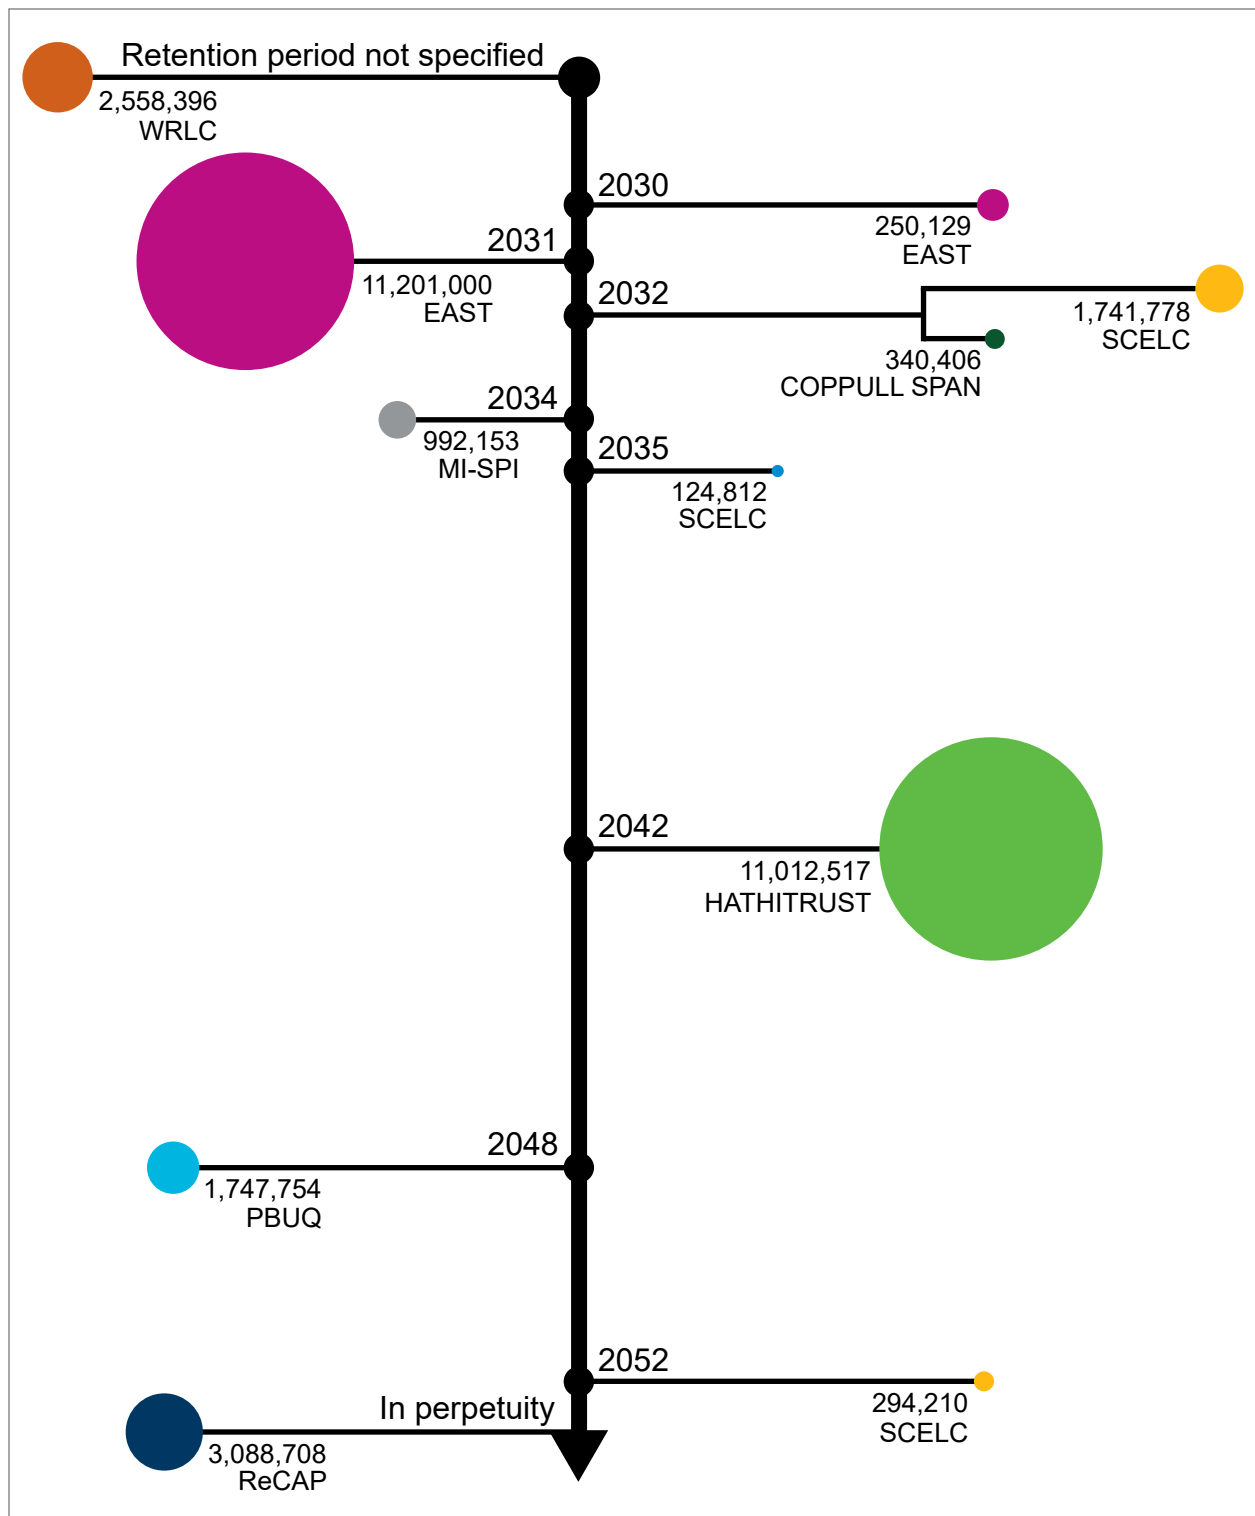 Retention period not specified
2,558,396
WRLC
2030
250,129
EAST
2031
11,201,000
EAST
2032
1,741,778
SCELC
340,406
COPPULL SPAN
2034
992,153
MI-SPI
2035
124,812
SCELC
2042
11,012,517
HATHITRUST
2048
1,747,754
PBUQ
2052
294,210
SCELC
In perpetuity
3,088,708
ReCAP